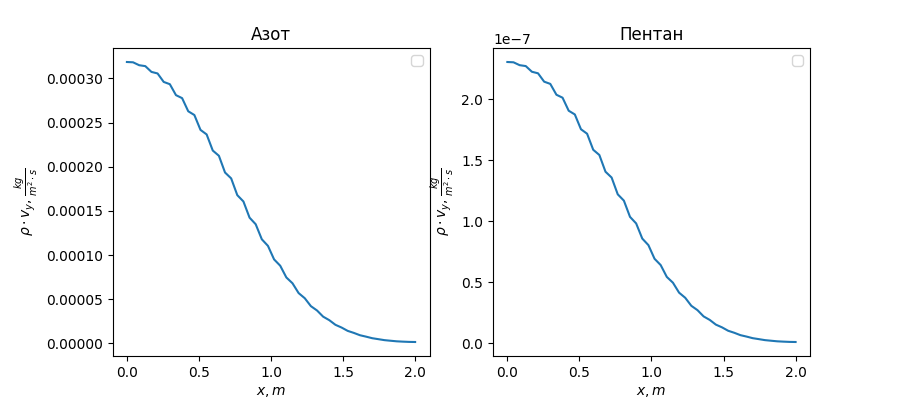 Азот
0.00030
0.00025
0.00020
0.00015
0.00010
0.00005
0.00000
ρ · v_y, kg/m² · s
0.0 0.5 1.0 1.5 2.0
x, m
Пентан
1e−7
2.0
1.5
1.0
0.5
0.0
ρ · v_y, kg/m² · s
0.0 0.5 1.0 1.5 2.0
x, m